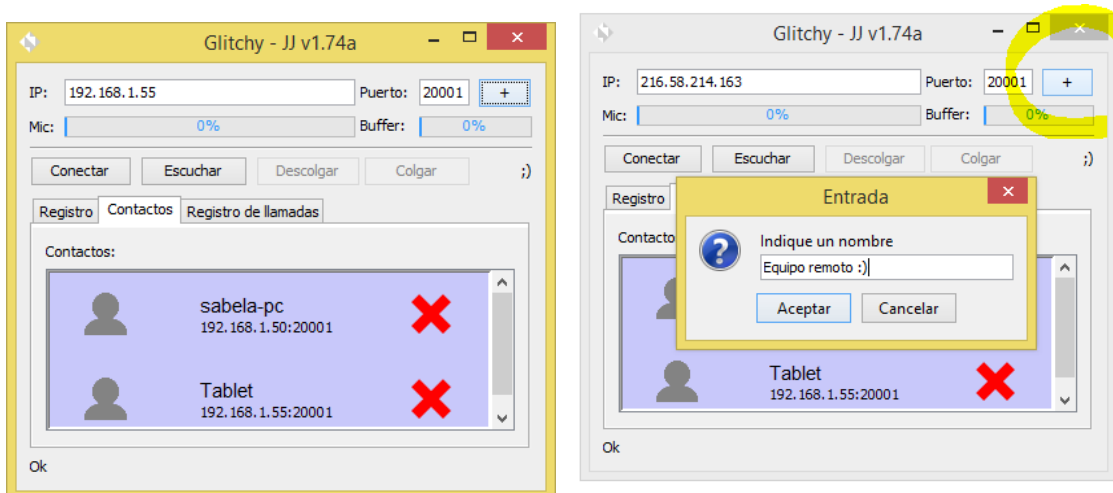 Glitchy - JJ v1.74a
IP: 192.168.1.55 Puerto: 20001 +
Mic: 0% Buffer: 0%
Conectar Escuchar Descolgar Colgar ;)
Registro Contactos Registro de llamadas
Contactos:
sabela-pc
192.168.1.50:20001
Tablet
192.168.1.55:20001
Ok
Glitchy - JJ v1.74a
IP: 216.58.214.163 Puerto: 20001 +
Mic: 0% Buffer: 0%
Conectar Escuchar Descolgar Colgar ;)
Registro
Contacto
Entrada
Indique un nombre
Equipo remoto :)
Aceptar Cancelar
Tablet
192.168.1.55:20001
Ok